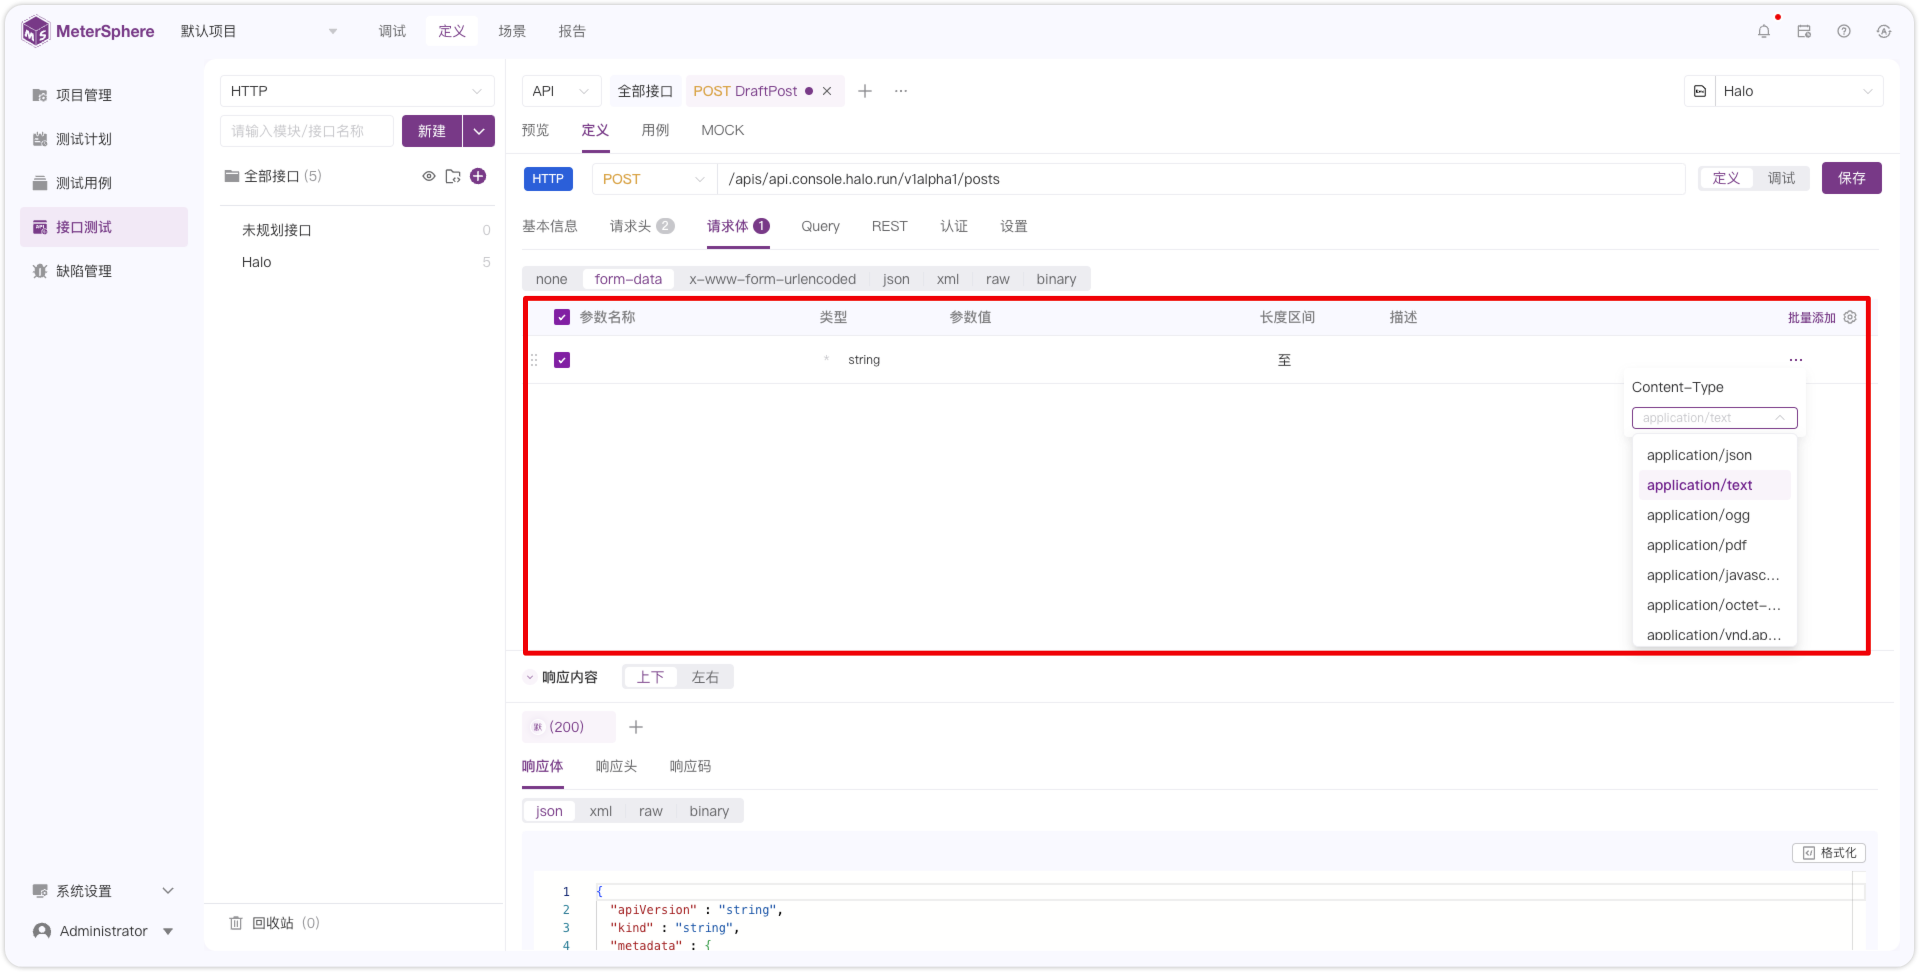 MeterSphere
默认项目
调试
定义
场景
报告
项目管理
测试计划
测试用例
接口测试
缺陷管理
系统设置
Administrator
HTTP
请输入模块/接口名称
新建
全部接口 (5)
未规划接口 0
Halo 5
回收站 (0)
API
全部接口
POST DraftPost
Halo
预览
定义
用例
MOCK
HTTP
POST
/apis/api.console.halo.run/v1alpha1/posts
定义
调试
保存
基本信息
请求头 2
请求体 1
Query
REST
认证
设置
none
form-data
x-www-form-urlencoded
json
xml
raw
binary
参数名称
类型
参数值
长度区间
描述
批量添加
* string
至
Content-Type
application/text
application/json
application/text
application/ogg
application/pdf
application/javasc...
application/octet-...
application/vnd.ap...
响应内容
上下
左右
(200)
响应体
响应头
响应码
json
xml
raw
binary
格式化
1 {
2 "apiVersion" : "string",
3 "kind" : "string",
4 "metadata" : {